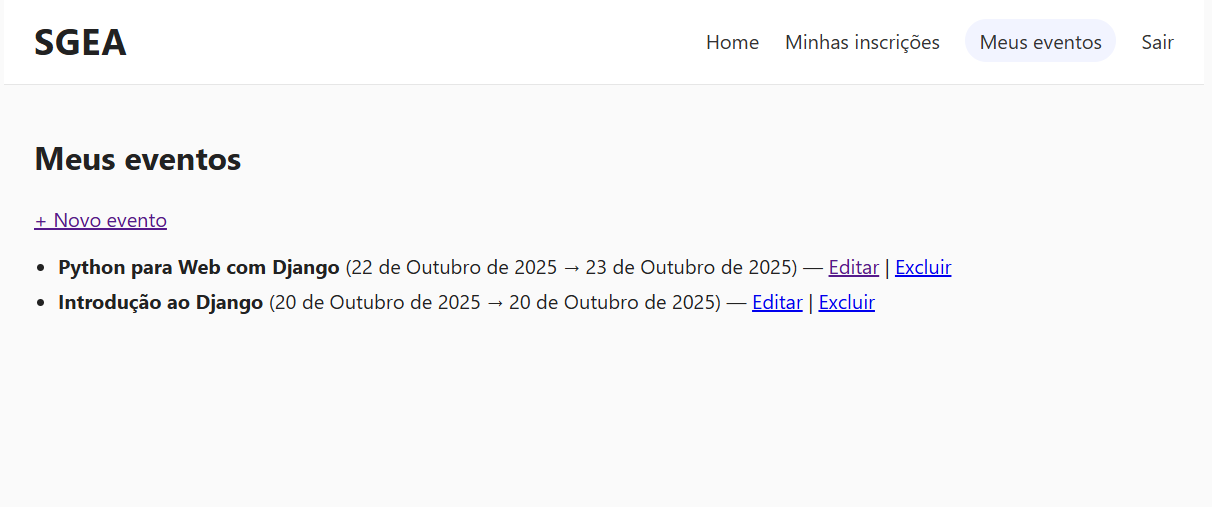 SGEA
Home Minhas inscrições Meus eventos Sair
Meus eventos
+ Novo evento
• Python para Web com Django (22 de Outubro de 2025 → 23 de Outubro de 2025) — Editar | Excluir
• Introdução ao Django (20 de Outubro de 2025 → 20 de Outubro de 2025) — Editar | Excluir